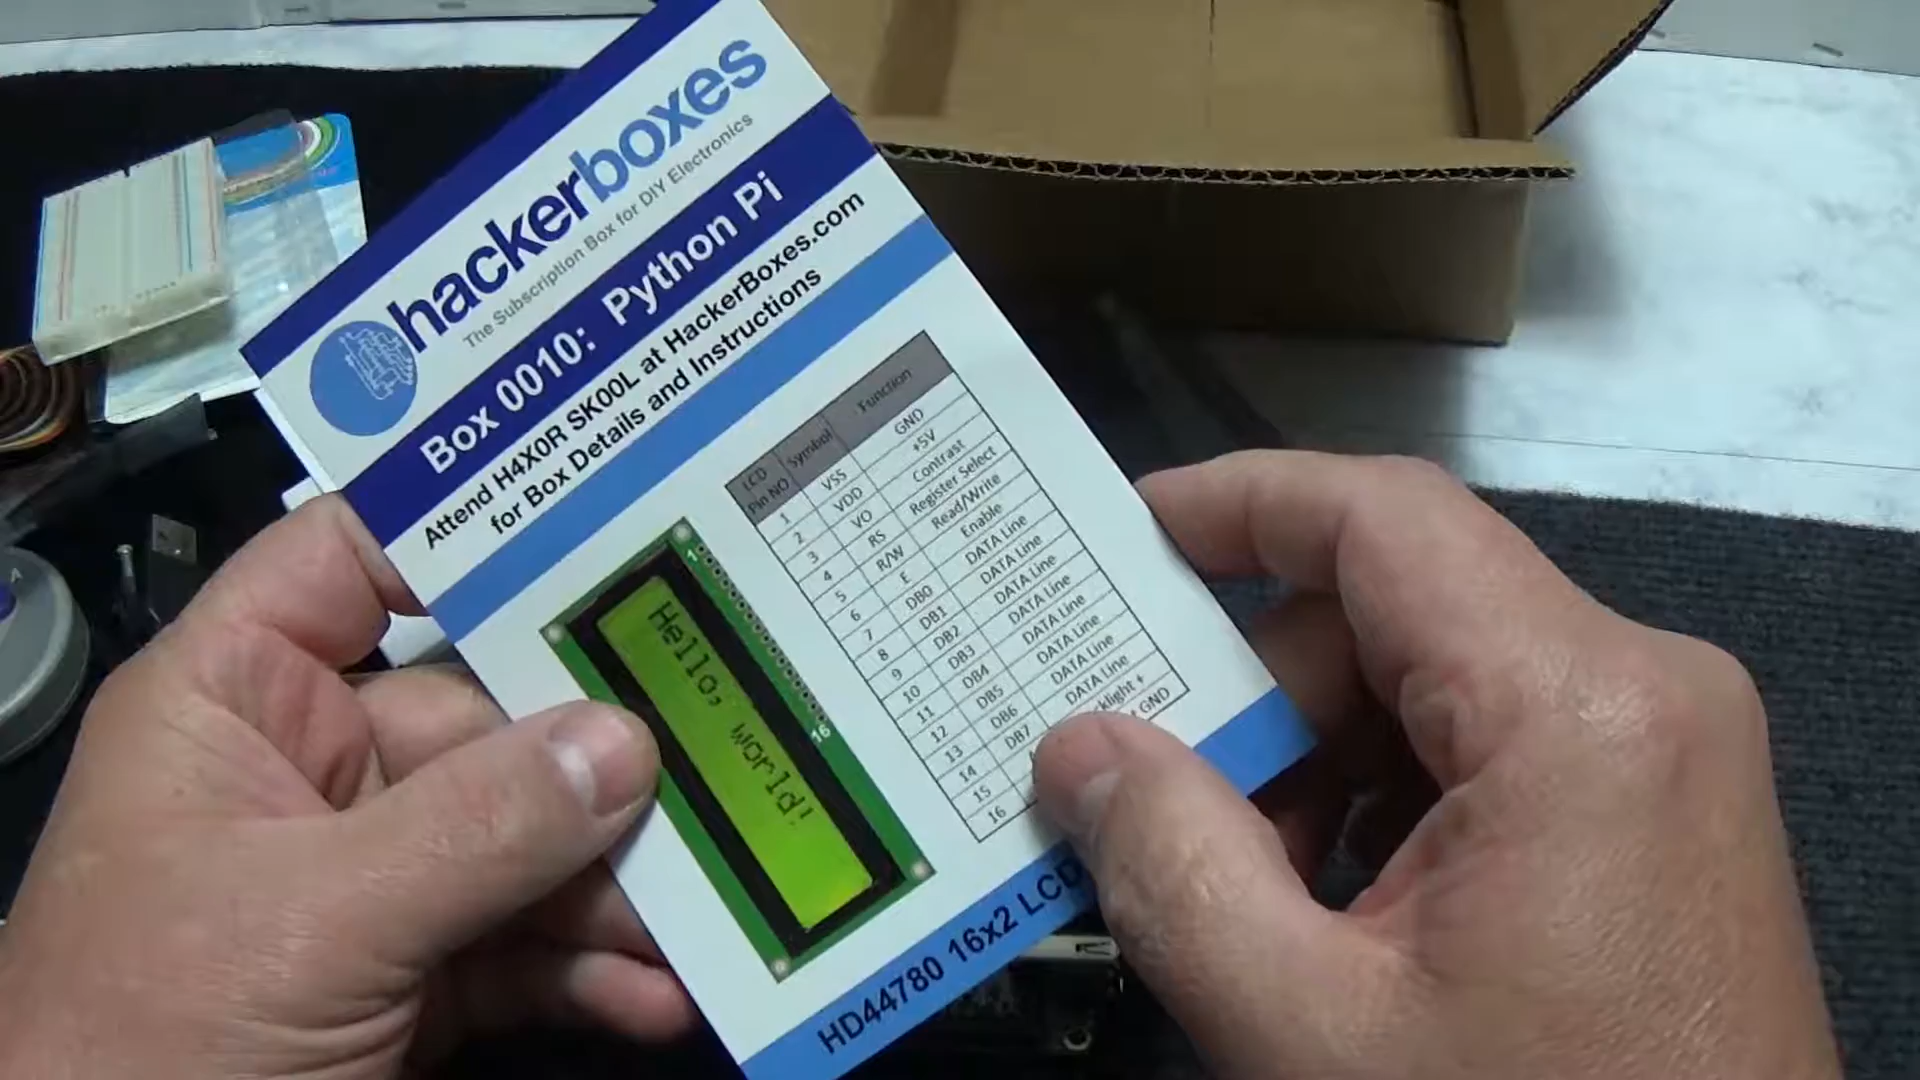 hackerboxes
The Subscription Box for DIY Electronics
Box 0010: Python Pi
Attend H4X0R SK00L at HackerBoxes.com
for Box Details and Instructions
LCD Pin NO Symbol Function
1 VSS GND
2 VDD +5V
3 VO Contrast
4 RS Register Select
5 R/W Read/Write
6 E Enable
7 DB0 DATA Line
8 DB1 DATA Line
9 DB2 DATA Line
10 DB3 DATA Line
11 DB4 DATA Line
12 DB5 DATA Line
13 DB6 DATA Line
14 DB7 DATA Line
15 +
16 GND
1
Hello, world!
16
HD44780 16x2 LCD
A